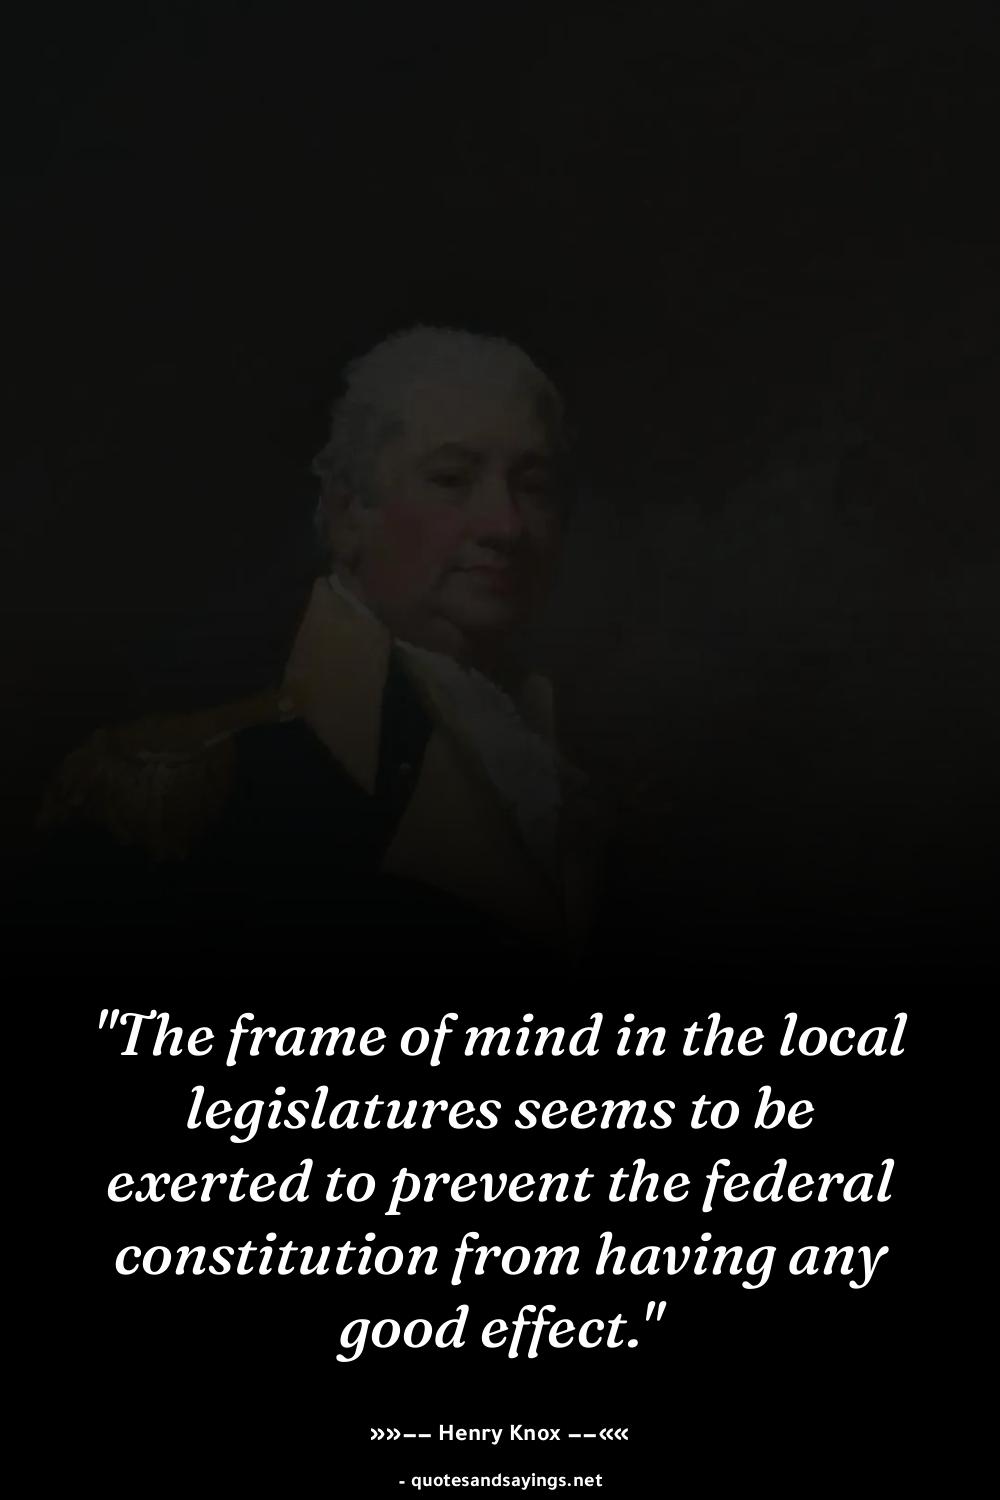 "The frame of mind in the local
legislatures seems to be
exerted to prevent the federal
constitution from having any
good effect."
»»–– Henry Knox ––««
- quotesandsayings.net